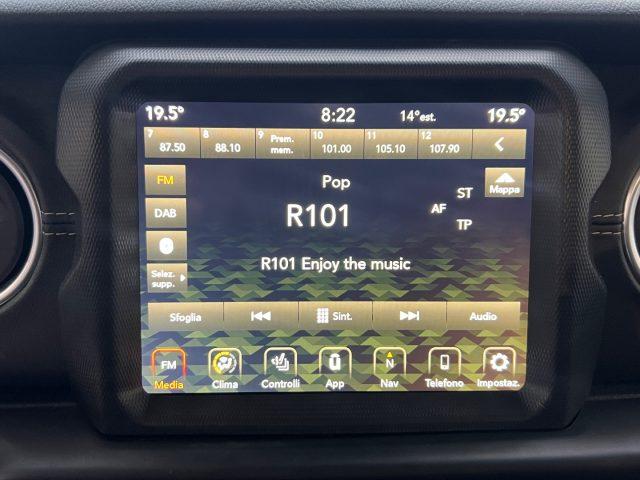 19.5° 8:22 14°est. 19.5°
7 87.50 8 88.10 9 Prem. mem. 10 101.00 11 105.10 12 107.90
FM Pop ST Mappa
DAB R101 AF TP
Selez. supp. R101 Enjoy the music
Sfoglia Sint. Audio
FM N
Media Clima Controlli App Nav Telefono Impostaz.